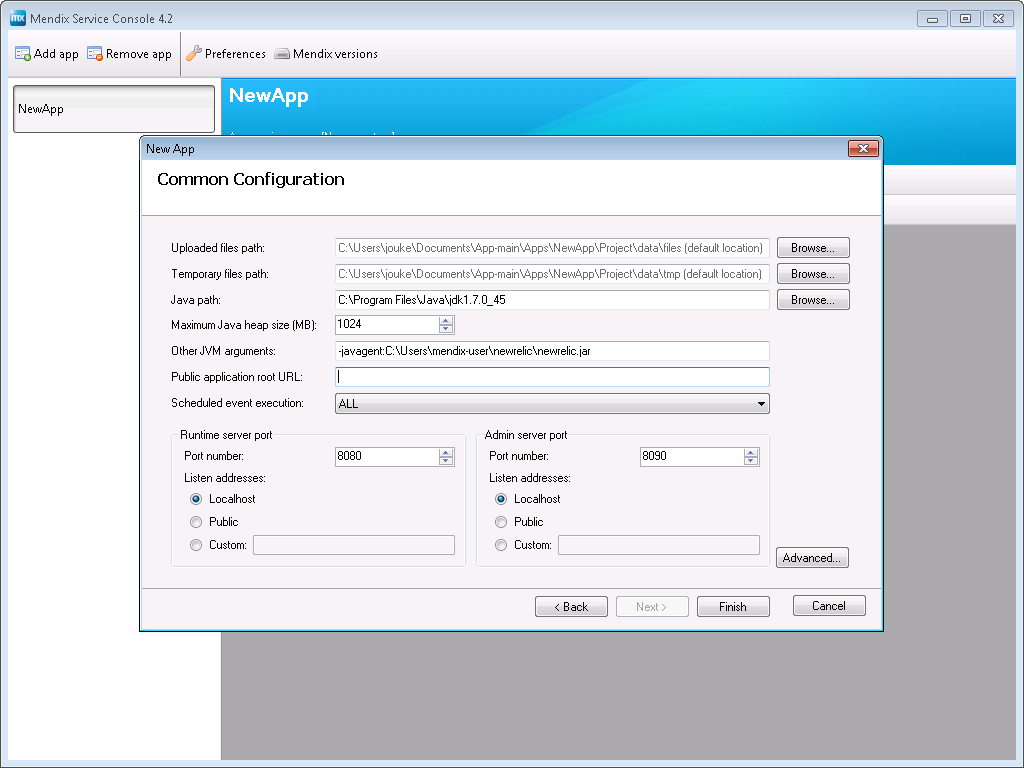 Mendix Service Console 4.2
Add app Remove app Preferences Mendix versions
NewApp
NewApp
New App
Common Configuration
Uploaded files path: C:\Users\jouke\Documents\App-main\Apps\NewApp\Project\data\files (default location) Browse...
Temporary files path: C:\Users\jouke\Documents\App-main\Apps\NewApp\Project\data\tmp (default location) Browse...
Java path: C:\Program Files\Java\jdk1.7.0_45 Browse...
Maximum Java heap size (MB): 1024
Other JVM arguments: -javagent:C:\Users\mendix-user\newrelic\newrelic.jar
Public application root URL:
Scheduled event execution: ALL
Runtime server port Admin server port
Port number: 8080 Port number: 8090
Listen addresses: Listen addresses:
Localhost Localhost
Public Public
Custom: Custom:
Advanced...
< Back Next > Finish Cancel